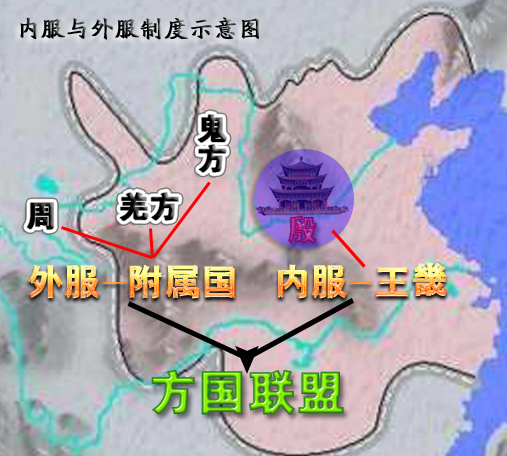 内服与外服制度示意图
鬼方
周
羌方
殷
外服-附属国
内服-王畿
方国联盟